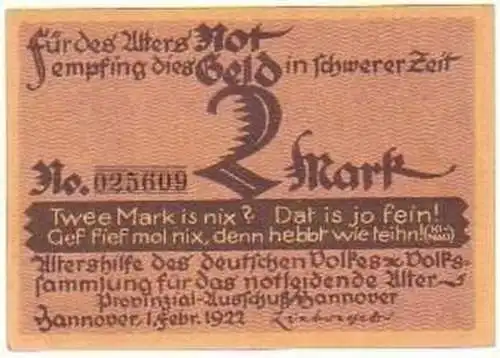 Für des Alters Not
empfing dies Geld in schwerer Zeit
2
No. 025609 Mark
Twee Mark is nix? Dat is jo fein!
Gef fief mol nix, denn hebbt wie teihn!
Altershilfe des deutschen Volkes Volks-
sammlung für das notleidende Alter
Provinzial-Ausschuß Hannover
Hannover, 1. Febr. 1922